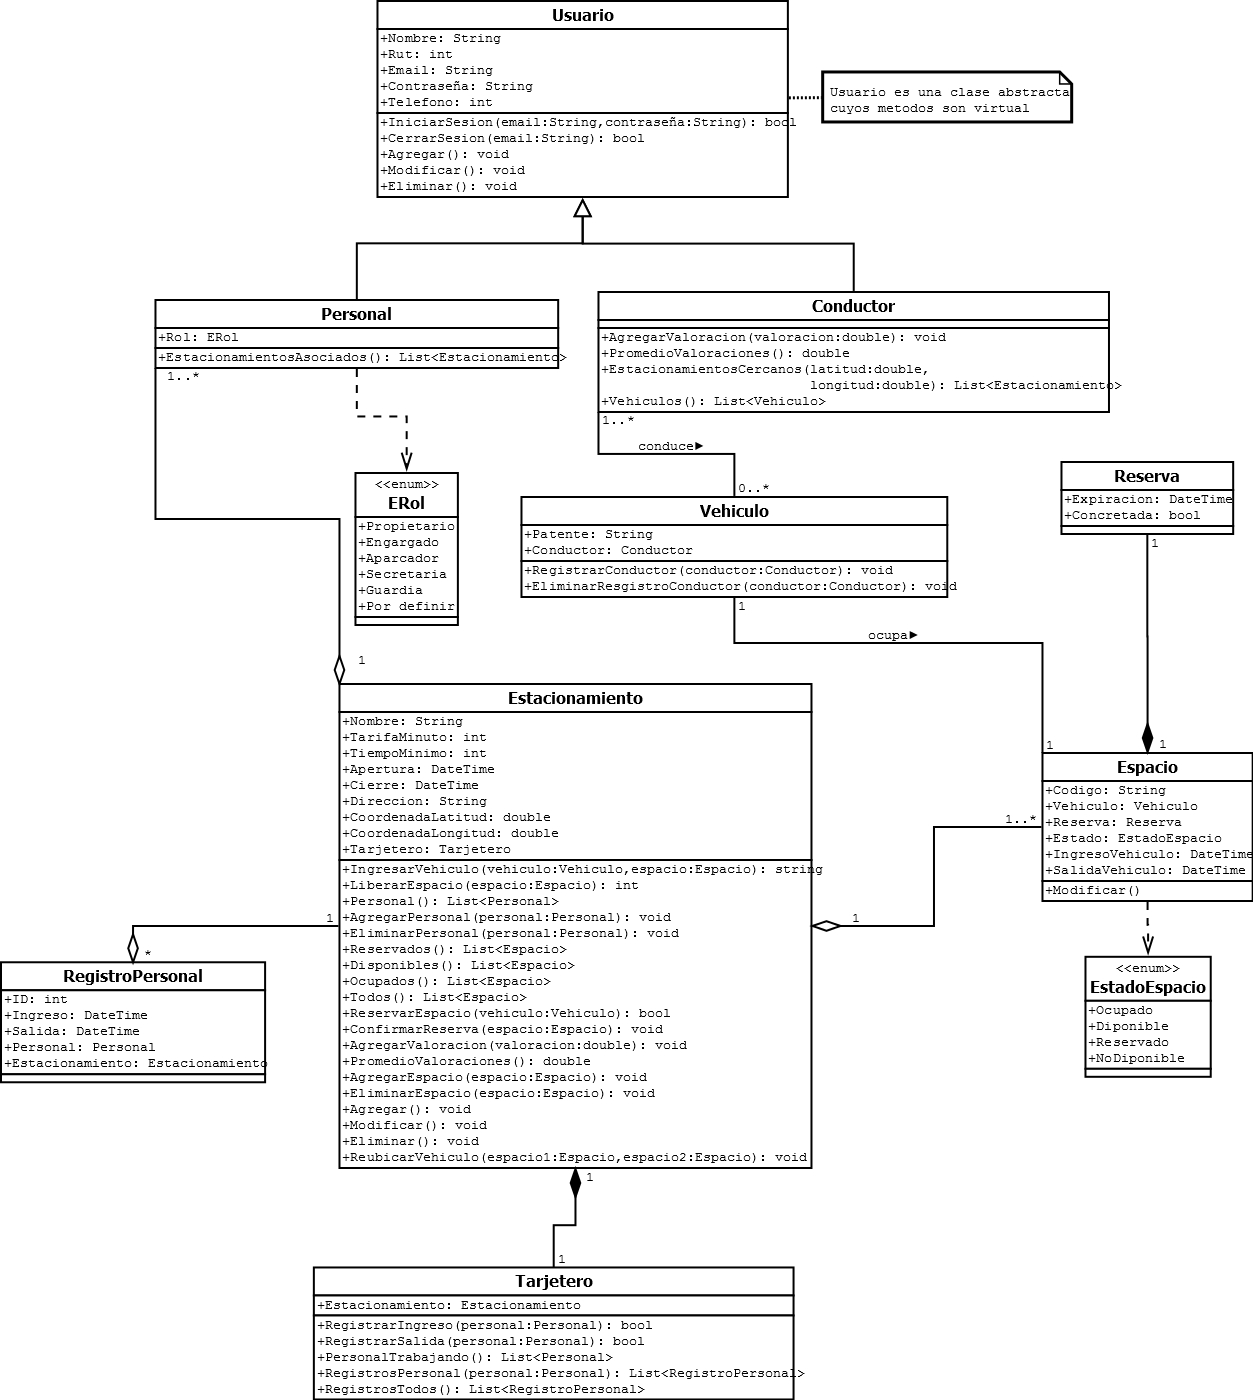 Usuario
+Nombre: String
+Rut: int
+Email: String
+Contraseña: String
+Telefono: int
+IniciarSesion(email:String,contraseña:String): bool
+CerrarSesion(email:String): bool
+Agregar(): void
+Modificar(): void
+Eliminar(): void
Usuario es una clase abstracta
cuyos metodos son virtual
Personal
+Rol: ERol
+EstacionamientosAsociados(): List<Estacionamiento>
1..*
Conductor
+AgregarValoracion(valoracion:double): void
+PromedioValoraciones(): double
+EstacionamientosCercanos(latitud:double,
longitud:double): List<Estacionamiento>
+Vehiculos(): List<Vehiculo>
1..*
conduce►
0..*
<<enum>>
ERol
+Propietario
+Engargado
+Aparcador
+Secretaria
+Guardia
+Por definir
Vehiculo
+Patente: String
+Conductor: Conductor
+RegistrarConductor(conductor:Conductor): void
+EliminarResgistroConductor(conductor:Conductor): void
1
ocupa►
1
Reserva
+Expiracion: DateTime
+Concretada: bool
1
1
1
Estacionamiento
+Nombre: String
+TarifaMinuto: int
+TiempoMinimo: int
+Apertura: DateTime
+Cierre: DateTime
+Direccion: String
+CoordenadaLatitud: double
+CoordenadaLongitud: double
+Tarjetero: Tarjetero
+IngresarVehiculo(vehiculo:Vehiculo,espacio:Espacio): string
+LiberarEspacio(espacio:Espacio): int
+Personal(): List<Personal>
+AgregarPersonal(personal:Personal): void
+EliminarPersonal(personal:Personal): void
+Reservados(): List<Espacio>
+Disponibles(): List<Espacio>
+Ocupados(): List<Espacio>
+Todos(): List<Espacio>
+ReservarEspacio(vehiculo:Vehiculo): bool
+ConfirmarReserva(espacio:Espacio): void
+AgregarValoracion(valoracion:double): void
+PromedioValoraciones(): double
+AgregarEspacio(espacio:Espacio): void
+EliminarEspacio(espacio:Espacio): void
+Agregar(): void
+Modificar(): void
+Eliminar(): void
+ReubicarVehiculo(espacio1:Espacio,espacio2:Espacio): void
Espacio
+Codigo: String
+Vehiculo: Vehiculo
+Reserva: Reserva
+Estado: EstadoEspacio
+IngresoVehiculo: DateTime
+SalidaVehiculo: DateTime
+Modificar()
1..*
1
<<enum>>
EstadoEspacio
+Ocupado
+Diponible
+Reservado
+NoDiponible
1
*
RegistroPersonal
+ID: int
+Ingreso: DateTime
+Salida: DateTime
+Personal: Personal
+Estacionamiento: Estacionamiento
1
1
Tarjetero
+Estacionamiento: Estacionamiento
+RegistrarIngreso(personal:Personal): bool
+RegistrarSalida(personal:Personal): bool
+PersonalTrabajando(): List<Personal>
+RegistrosPersonal(personal:Personal): List<RegistroPersonal>
+RegistrosTodos(): List<RegistroPersonal>